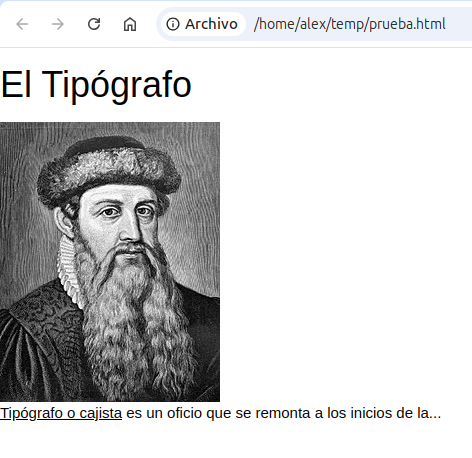 Archivo /home/alex/temp/prueba.html
El Tipógrafo
Tipógrafo o cajista es un oficio que se remonta a los inicios de la...